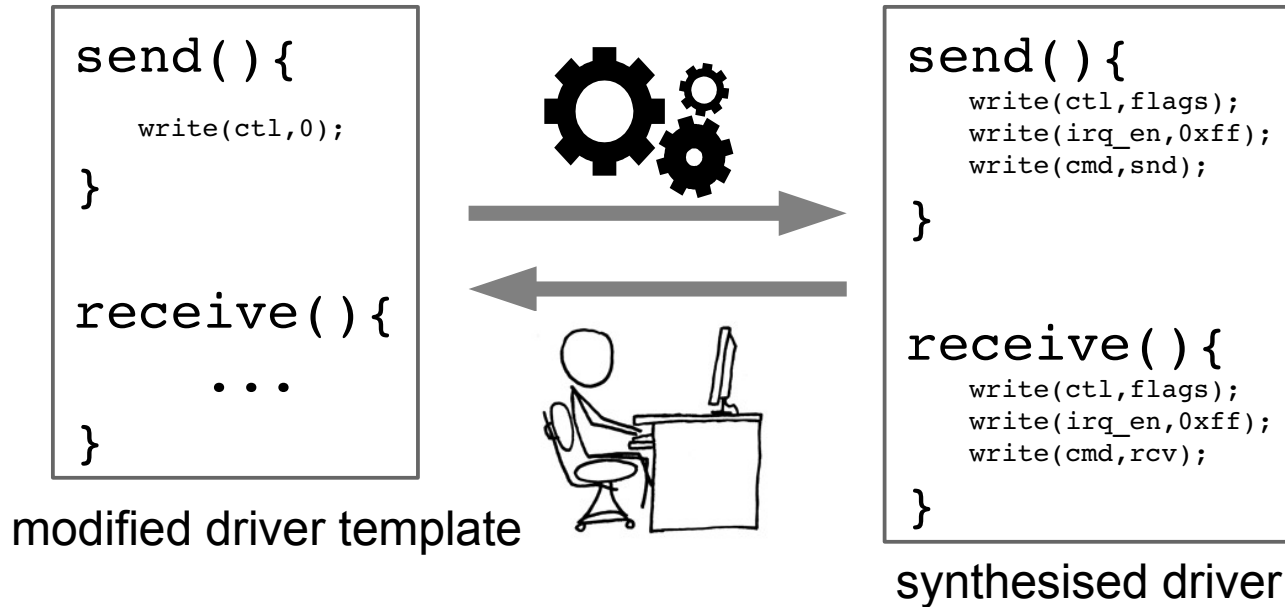 send(){
write(ctl,0);
}
receive(){
...
}
modified driver template
send(){
write(ctl,flags);
write(irq_en,0xff);
write(cmd,snd);
}
receive(){
write(ctl,flags);
write(irq_en,0xff);
write(cmd,rcv);
}
synthesised driver